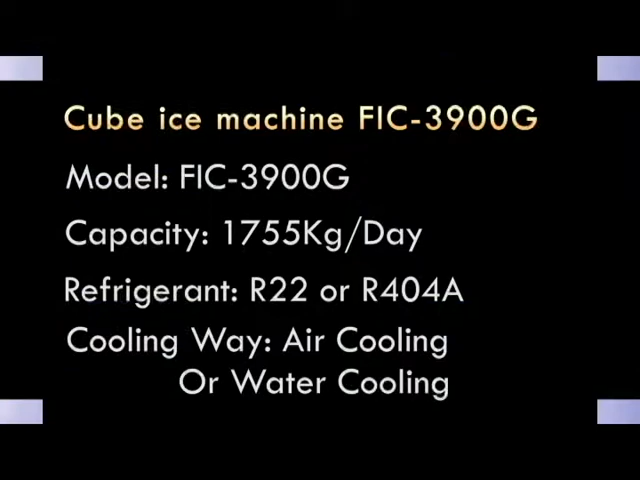 Cube ice machine FIC-3900G
Model: FIC-3900G
Capacity: 1755Kg/Day
Refrigerant: R22 or R404A
Cooling Way: Air Cooling
Or Water Cooling